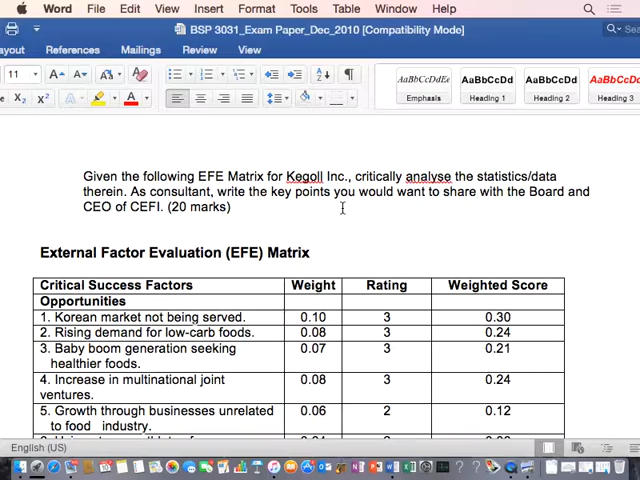 Word File Edit View Insert Format Tools Table Window Help
BSP 3031_Exam Paper_Dec_2010 [Compatibility Mode]
ayout References Mailings Review View
11
AaBbCcDdEe AaBbCcDd AaBbCcDd AaBbCcDd
Emphasis Heading 1 Heading 2 Heading 3
Given the following EFE Matrix for Kegoll Inc., critically analyse the statistics/data
therein. As consultant, write the key points you would want to share with the Board and
CEO of CEFI. (20 marks)
External Factor Evaluation (EFE) Matrix
Critical Success Factors Weight Rating Weighted Score
Opportunities
1. Korean market not being served. 0.10 3 0.30
2. Rising demand for low-carb foods. 0.08 3 0.24
3. Baby boom generation seeking 0.07 3 0.21
healthier foods.
4. Increase in multinational joint 0.08 3 0.24
ventures.
5. Growth through businesses unrelated 0.06 2 0.12
to food industry.
English (US)